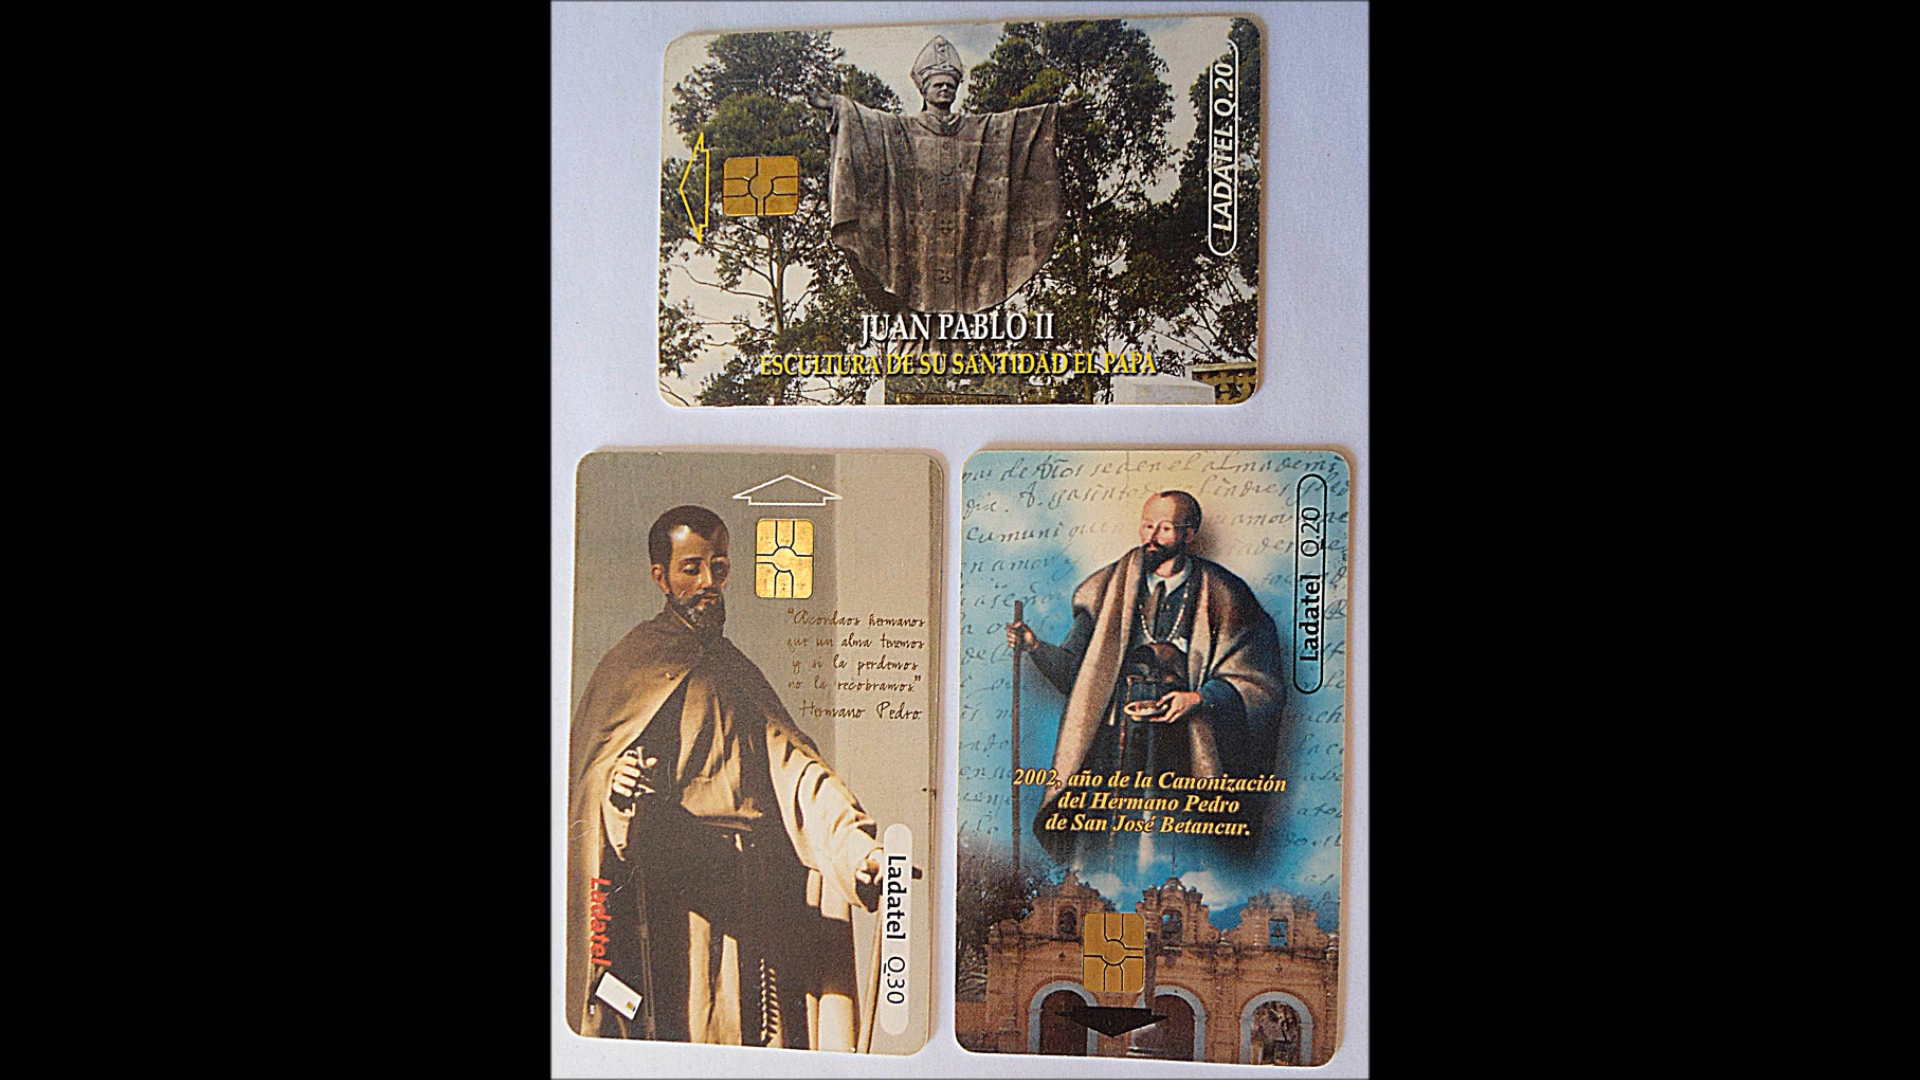 LADATEL Q.20
JUAN PABLO II
ESCULTURA DE SU SANTIDAD EL PAPA
"Acordaos hermanos
que un alma tenemos
y si la perdemos
no la recobramos."
Hermano Pedro.
Ladatel Q.30
Ladatel
Ladatel Q.20
2002, año de la Canonización
del Hermano Pedro
de San José Betancur.